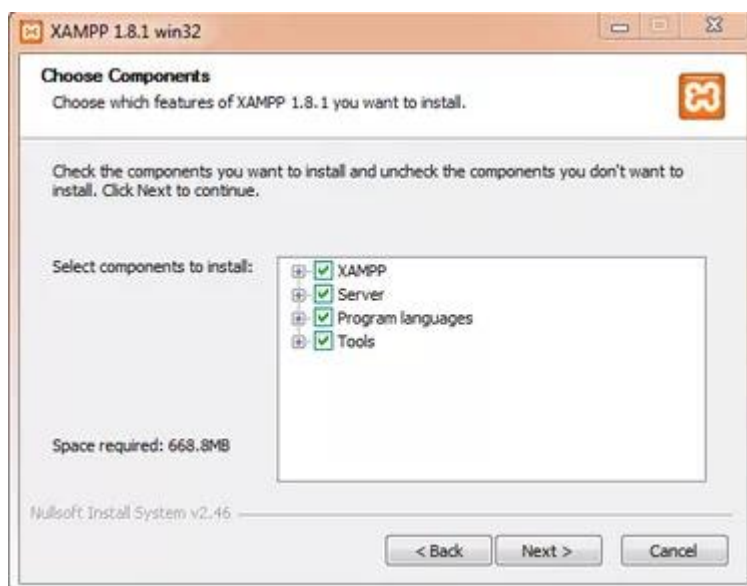 XAMPP 1.8.1 win32
Choose Components
Choose which features of XAMPP 1.8.1 you want to install.
Check the components you want to install and uncheck the components you don't want to
install. Click Next to continue.
Select components to install:
XAMPP
Server
Program languages
Tools
Space required: 668.8MB
Nullsoft Install System v2.46
< Back
Next >
Cancel